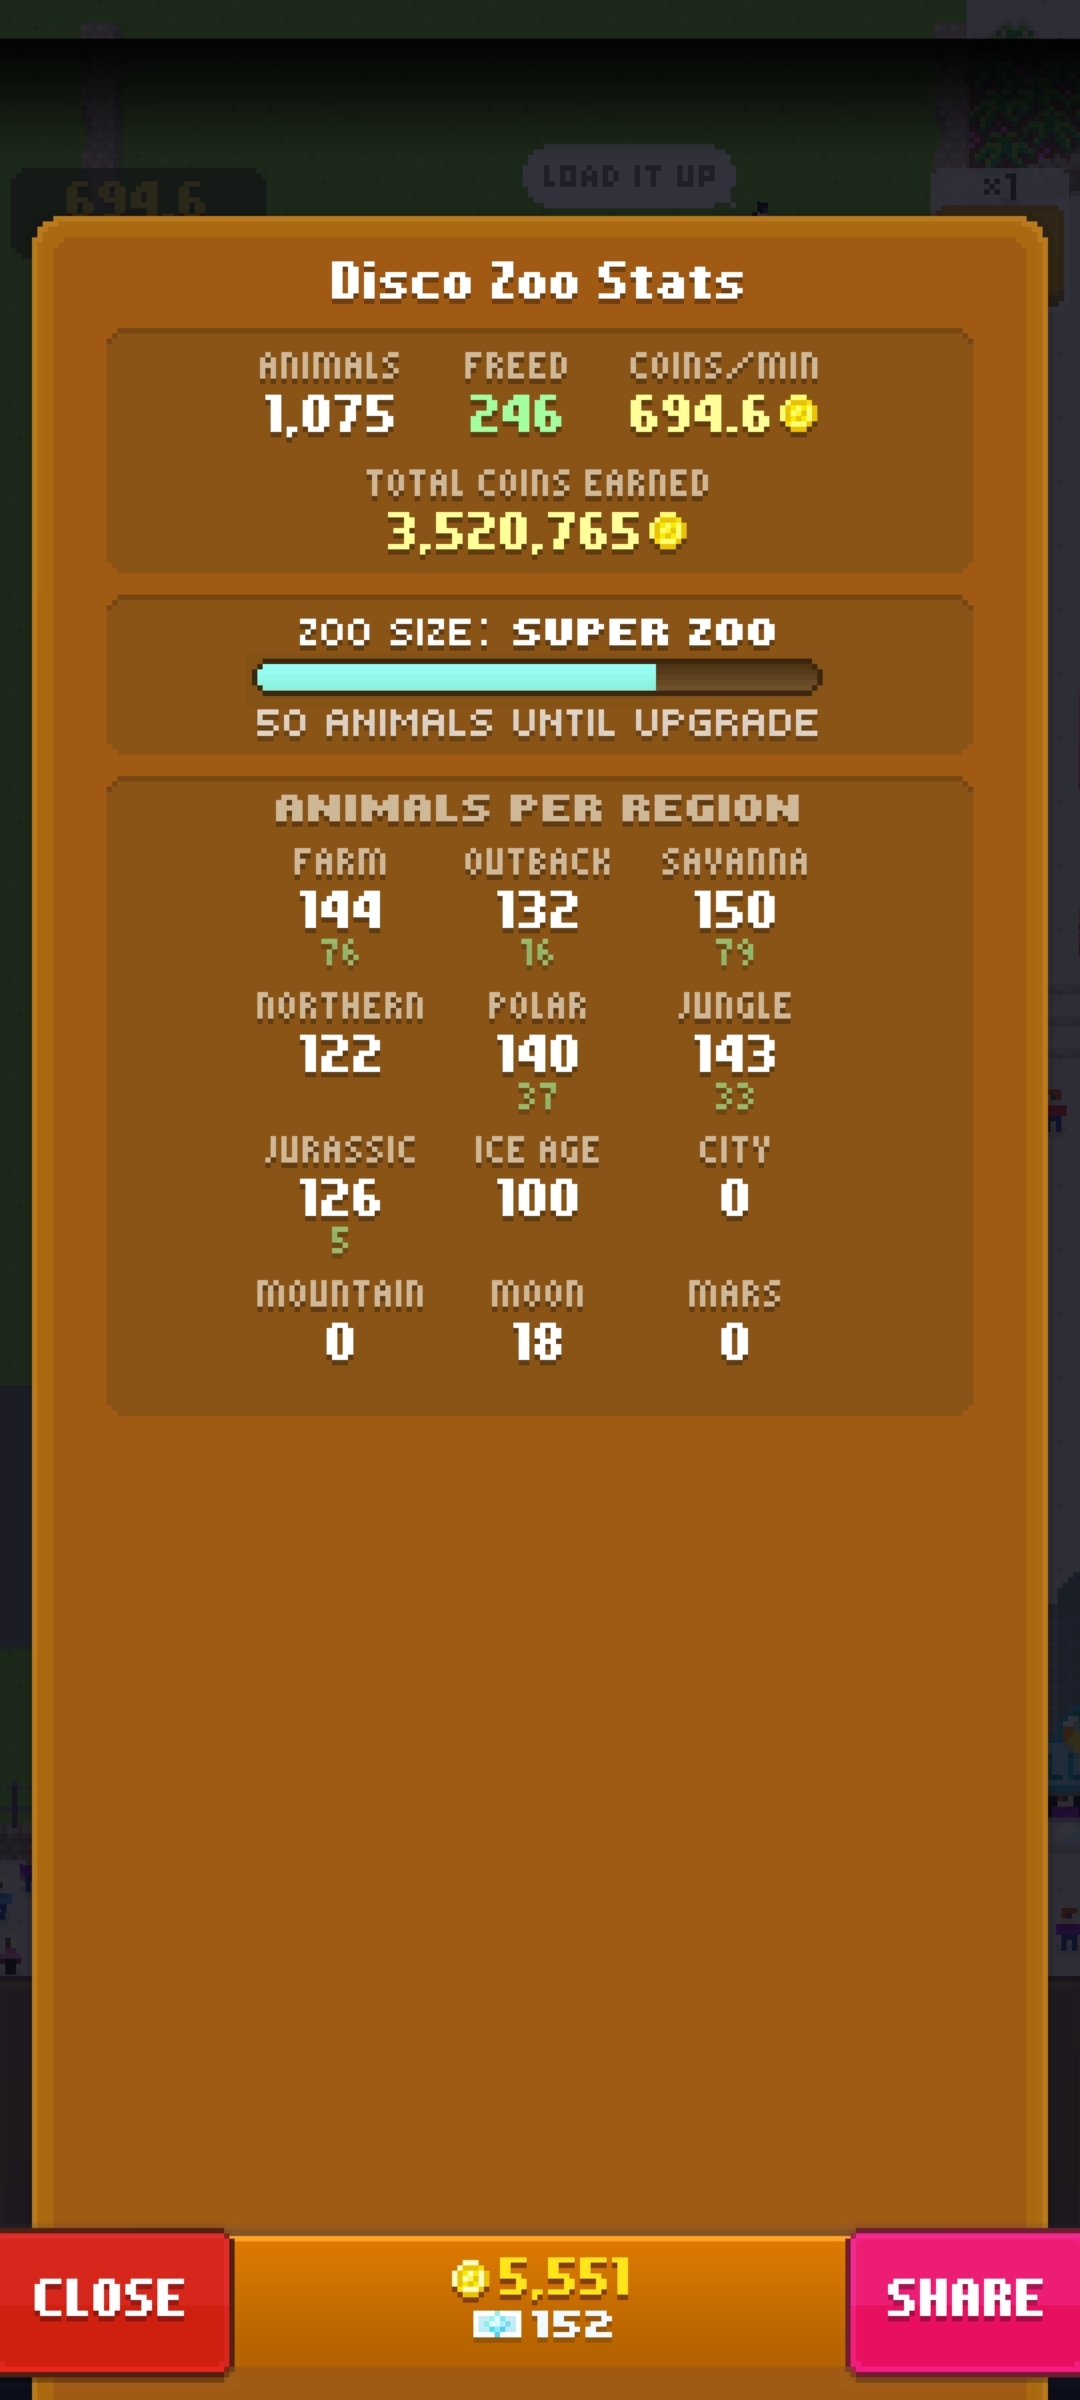 694.6
LOAD IT UP
x1
Disco Zoo Stats
ANIMALS FREED COINS/MIN
1,075 246 694.6
TOTAL COINS EARNED
3,520,765
ZOO SIZE: SUPER ZOO
50 ANIMALS UNTIL UPGRADE
ANIMALS PER REGION
FARM OUTBACK SAVANNA
144 132 150
76 16 79
NORTHERN POLAR JUNGLE
122 140 143
37 33
JURASSIC ICE AGE CITY
126 100 0
5
MOUNTAIN MOON MARS
0 18 0
CLOSE
5,551
152
SHARE